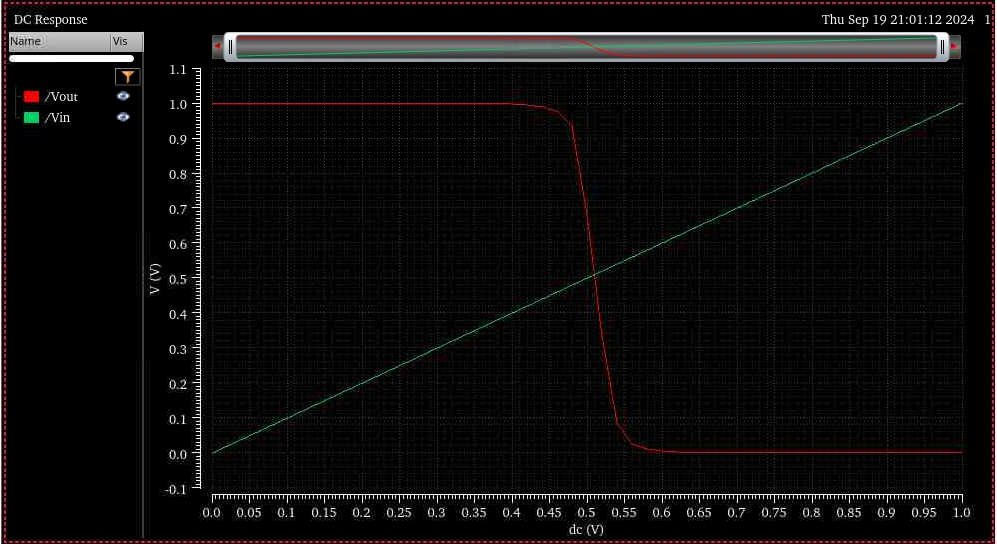 DC Response
Thu Sep 19 21:01:12 2024 1
Name Vis
/Vout
/Vin
1.1
1.0
0.9
0.8
0.7
0.6
0.5
0.4
0.3
0.2
0.1
0.0
-0.1
V (V)
0.0 0.05 0.1 0.15 0.2 0.25 0.3 0.35 0.4 0.45 0.5 0.55 0.6 0.65 0.7 0.75 0.8 0.85 0.9 0.95 1.0
dc (V)